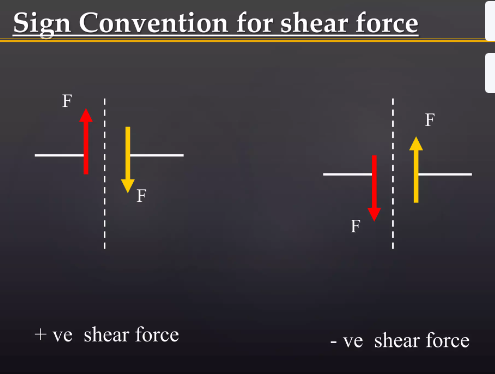 Sign Convention for shear force
F
F
F
F
+ ve shear force
- ve shear force